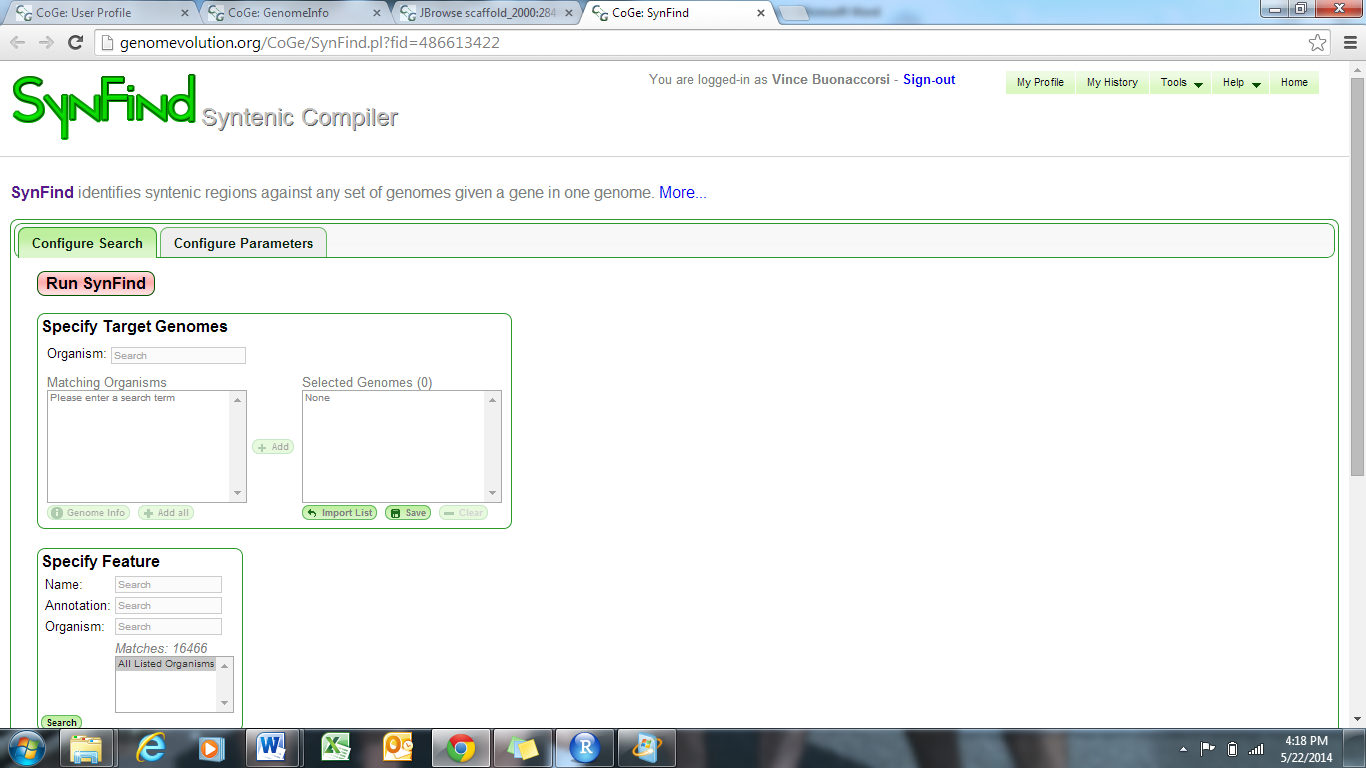 CoGe: User Profile
CoGe: GenomeInfo
JBrowse scaffold_2000:284
CoGe: SynFind
genomevolution.org/CoGe/SynFind.pl?fid=486613422
SynFind Syntenic Compiler
You are logged-in as Vince Buonaccorsi - Sign-out
My Profile My History Tools Help Home
SynFind identifies syntenic regions against any set of genomes given a gene in one genome. More...
Configure Search Configure Parameters
Run SynFind
Specify Target Genomes
Organism: Search
Matching Organisms Selected Genomes (0)
Please enter a search term None
+ Add
Genome Info Add all Import List Save Clear
Specify Feature
Name: Search
Annotation: Search
Organism: Search
Matches: 16466
All Listed Organisms
Search
4:18 PM
5/22/2014